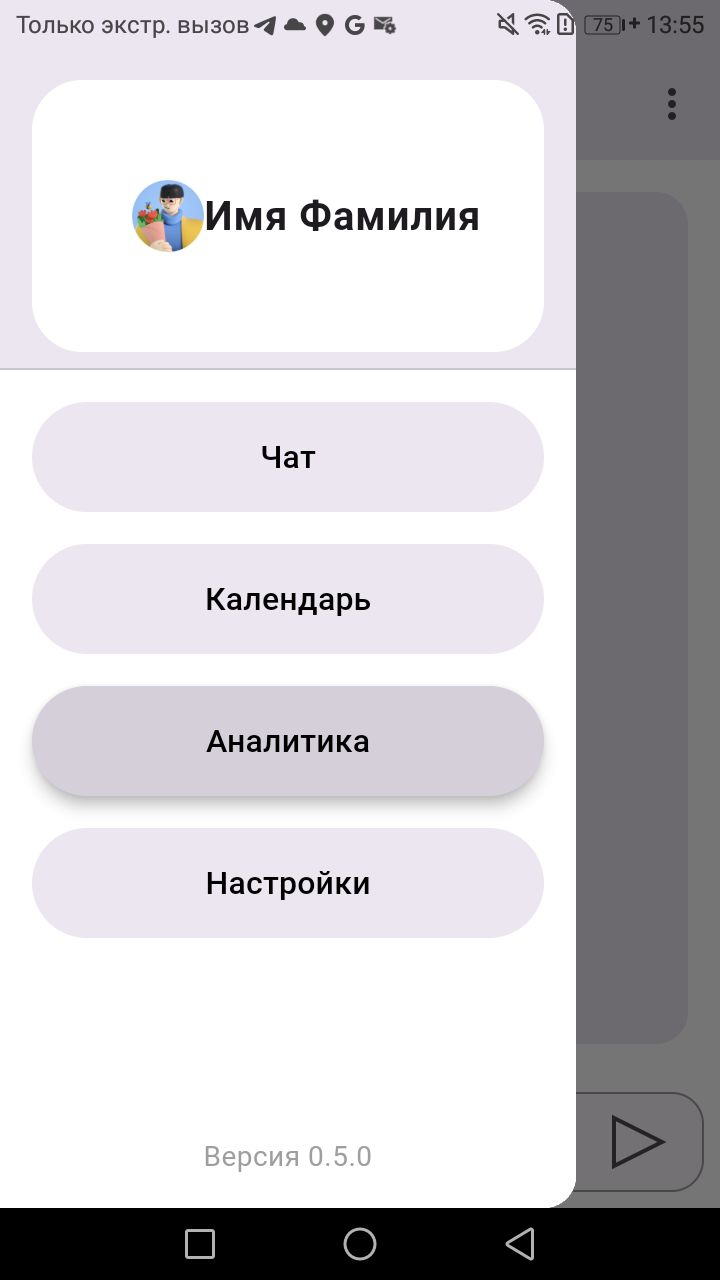 Только экстр. вызов 75 13:55
Имя Фамилия
Чат
Календарь
Аналитика
Настройки
Версия 0.5.0